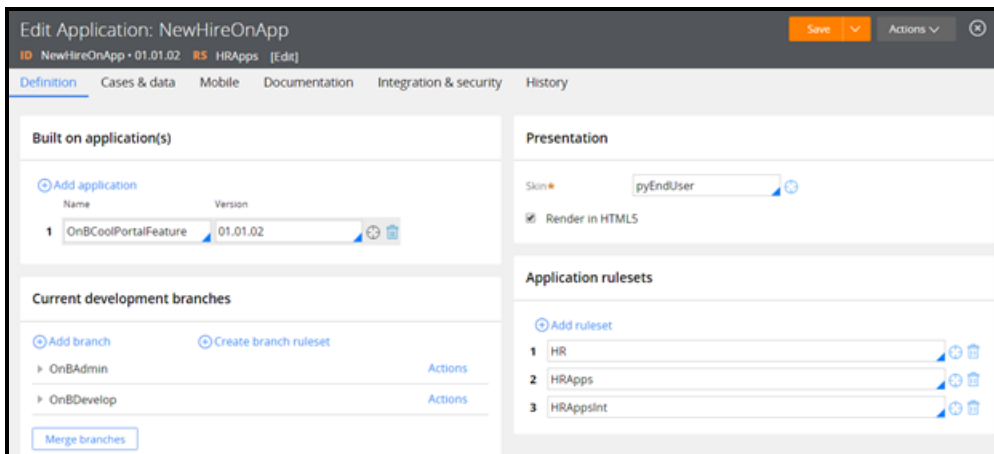 Edit Application: NewHireOnApp
Save
Actions
ID NewHireOnApp • 01.01.02 RS HRApps [Edit]
Definition Cases & data Mobile Documentation Integration & security History
Built on application(s)
Add application
Name Version
1 OnBCoolPortalFeature 01.01.02
Current development branches
Add branch Create branch ruleset
OnBAdmin Actions
OnBDevelop Actions
Merge branches
Presentation
Skin★ pyEndUser
Render in HTML5
Application rulesets
Add ruleset
1 HR
2 HRApps
3 HRAppsInt